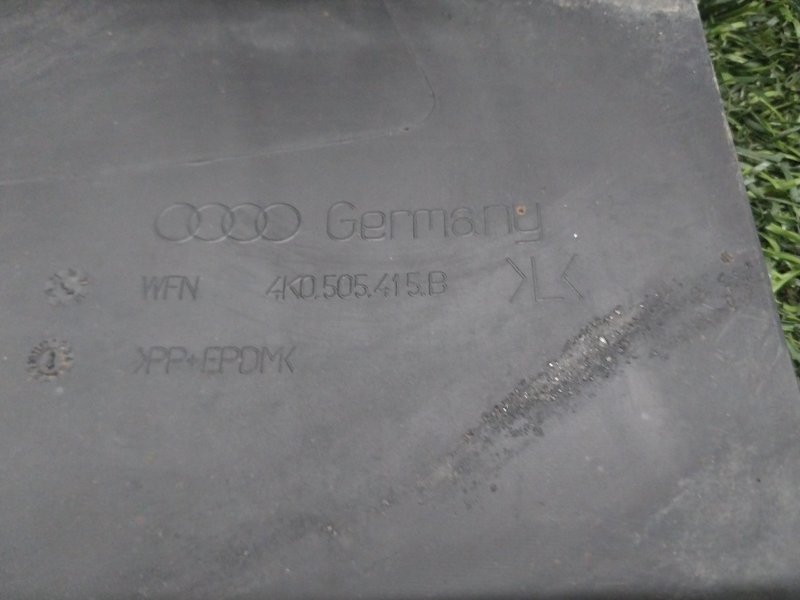 Germany
WFN 4K0.505.415.B >L<
>PP+EPDM<